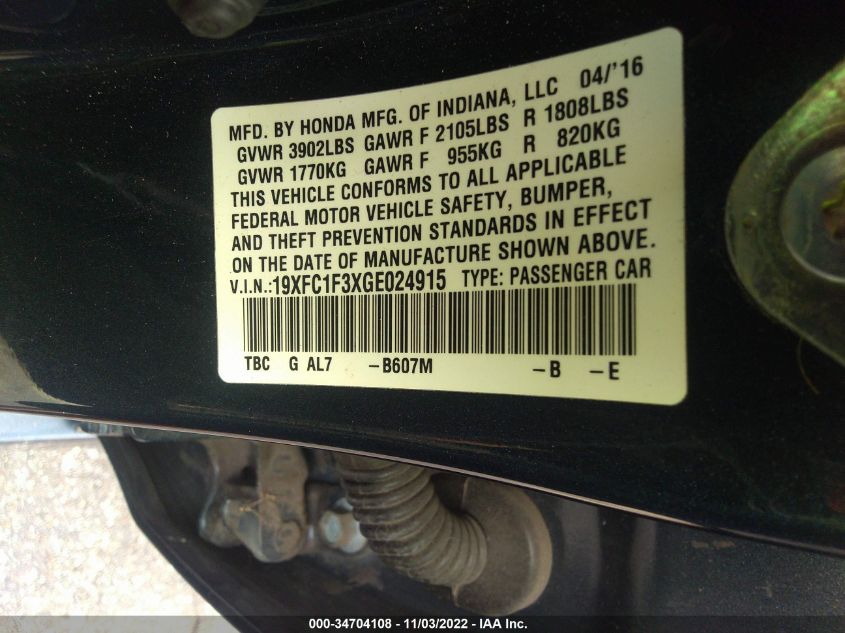 MFD. BY HONDA MFG. OF INDIANA, LLC 04/'16
GVWR 3902LBS GAWR F 2105LBS R 1808LBS
GVWR 1770KG GAWR F 955KG R 820KG
THIS VEHICLE CONFORMS TO ALL APPLICABLE
FEDERAL MOTOR VEHICLE SAFETY, BUMPER,
AND THEFT PREVENTION STANDARDS IN EFFECT
ON THE DATE OF MANUFACTURE SHOWN ABOVE.
V.I.N.:19XFC1F3XGE024915 TYPE: PASSENGER CAR
TBC G AL7 -B607M -B -E
000-34704108 - 11/03/2022 - IAA Inc.